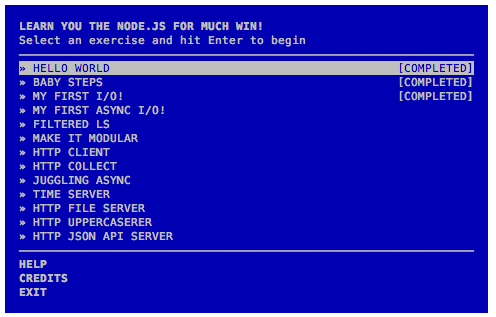 LEARN YOU THE NODE.JS FOR MUCH WIN!
Select an exercise and hit Enter to begin
» HELLO WORLD [COMPLETED]
» BABY STEPS [COMPLETED]
» MY FIRST I/O! [COMPLETED]
» MY FIRST ASYNC I/O!
» FILTERED LS
» MAKE IT MODULAR
» HTTP CLIENT
» HTTP COLLECT
» JUGGLING ASYNC
» TIME SERVER
» HTTP FILE SERVER
» HTTP UPPERCASERER
» HTTP JSON API SERVER
HELP
CREDITS
EXIT